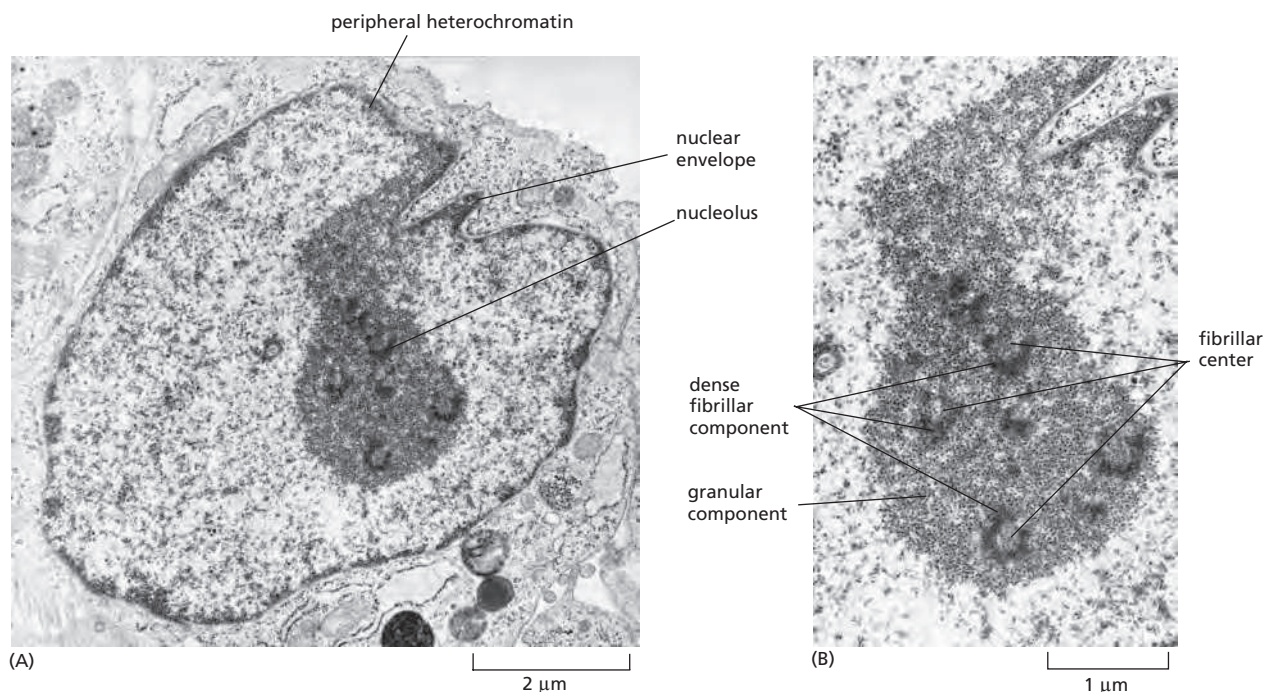 peripheral heterochromatin
nuclear
envelope
nucleolus
(A)
2 μm
dense
fibrillar
component
granular
component
fibrillar
center
(B)
1 μm